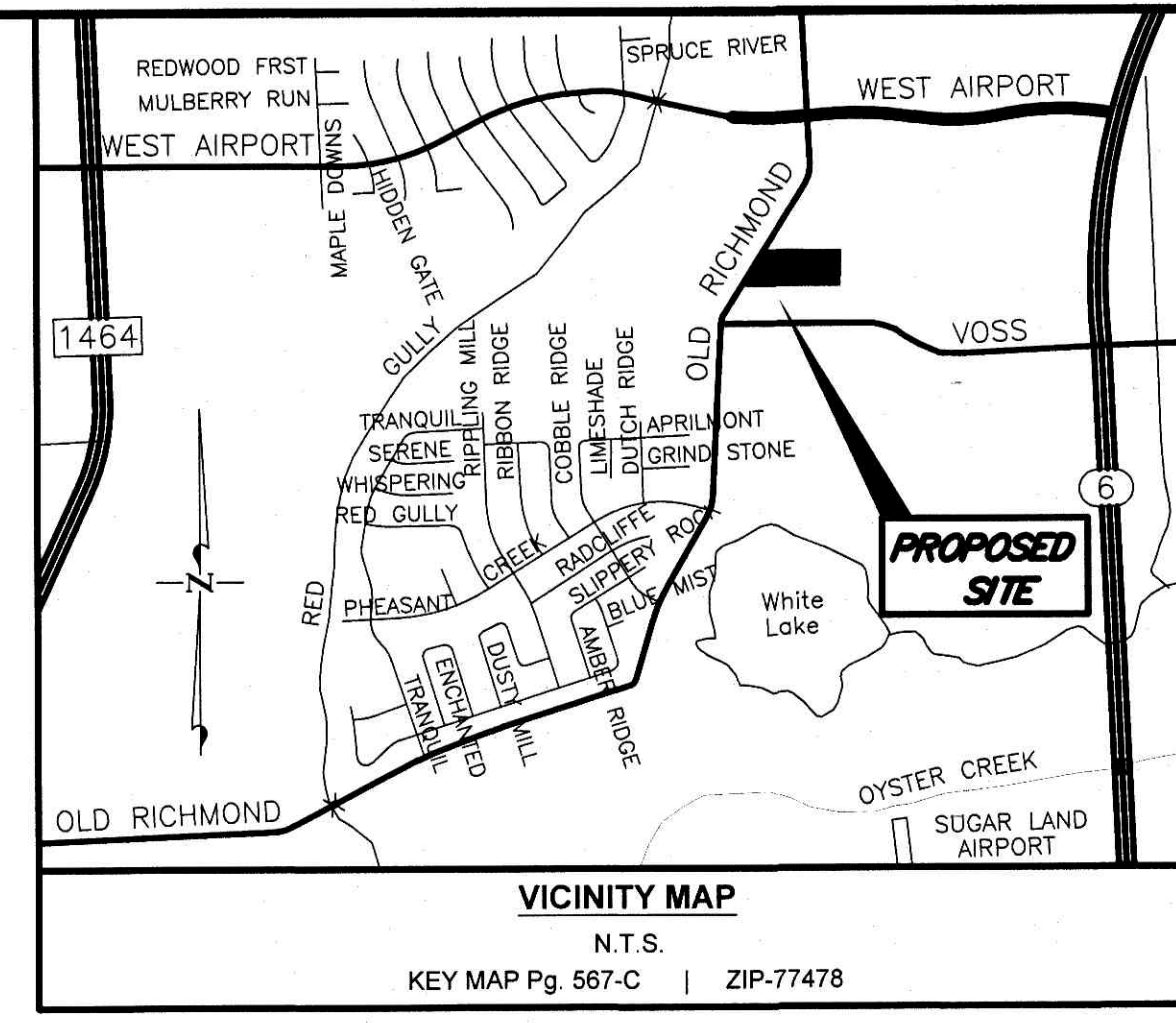 SPRUCE RIVER
REDWOOD FRST
MULBERRY RUN
WEST AIRPORT
WEST AIRPORT
MAPLE DOWNS
HIDDEN GATE
OLD RICHMOND
GULLY
1464
VOSS
RIPPLING MILL
RIBBON RIDGE
COBBLE RIDGE
LIMESHADE
DUTCH RIDGE
TRANQUIL
SERENE
WHISPERING
RED GULLY
APRILMONT
GRIND STONE
6
PROPOSED
SITE
N
RED
PHEASANT CREEK
RADCLIFFE
SLIPPERY ROCK
BLUE MIST
White
Lake
TRANQUIL
ENCHANTED
DUSTY MILL
AMBER RIDGE
OYSTER CREEK
OLD RICHMOND
SUGAR LAND
AIRPORT
VICINITY MAP
N.T.S.
KEY MAP Pg. 567-C | ZIP-77478